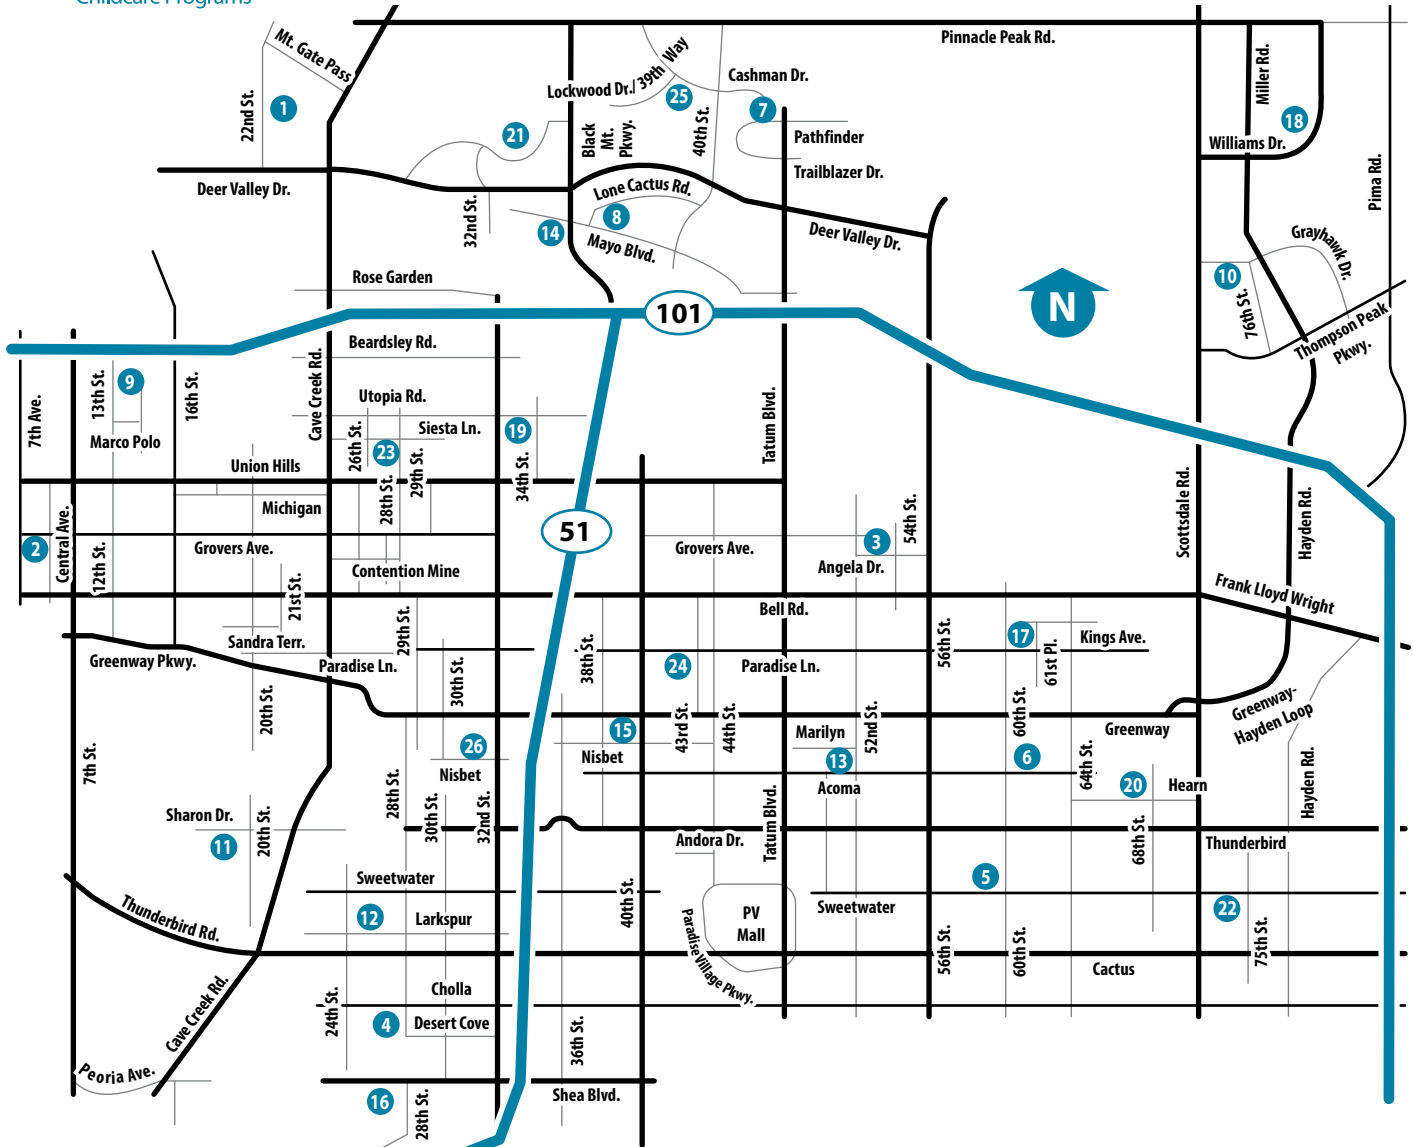 Childcare Programs
Pinnacle Peak Rd.
Mt. Gate Pass
22nd St.
1
Lockwood Dr./ 39th Way
Cashman Dr.
25
7
Miller Rd.
18
21
Black
Mt.
Pkwy.
40th St.
Pathfinder
Trailblazer Dr.
Williams Dr.
Pima Rd.
Deer Valley Dr.
32nd St.
Lone Cactus Rd.
8
14
Mayo Blvd.
Deer Valley Dr.
Grayhawk Dr.
10
76th St.
Rose Garden
N
101
Thompson Peak
Pkwy.
Beardsley Rd.
Cave Creek Rd.
7th Ave.
13th St.
9
16th St.
Marco Polo
Utopia Rd.
Siesta Ln.
19
26th St.
23
29th St.
28th St.
34th St.
Tatum Blvd.
Union Hills
Michigan
51
54th St.
Scottsdale Rd.
Hayden Rd.
2
Central Ave.
12th St.
Grovers Ave.
Grovers Ave.
3
Angela Dr.
Contention Mine
21st St.
Bell Rd.
Frank Lloyd Wright
Sandra Terr.
29th St.
Greenway Pkwy.
Paradise Ln.
30th St.
38th St.
24
Paradise Ln.
56th St.
17
61st Pl.
Kings Ave.
20th St.
60th St.
Greenway-
Hayden Loop
7th St.
26
Nisbet
15
Nisbet
43rd St.
44th St.
Marilyn
13
52nd St.
Acoma
6
Greenway
64th St.
20
Hearn
Hayden Rd.
28th St.
30th St.
32nd St.
Sharon Dr.
11
20th St.
Andora Dr.
Tatum Blvd.
68th St.
Thunderbird
Sweetwater
5
Thunderbird Rd.
12
Larkspur
40th St.
Paradise Village Pkwy.
PV
Mall
Sweetwater
22
56th St.
60th St.
75th St.
Cactus
Cave Creek Rd.
Cholla
24th St.
4
Desert Cove
36th St.
Peoria Ave.
16
28th St.
Shea Blvd.